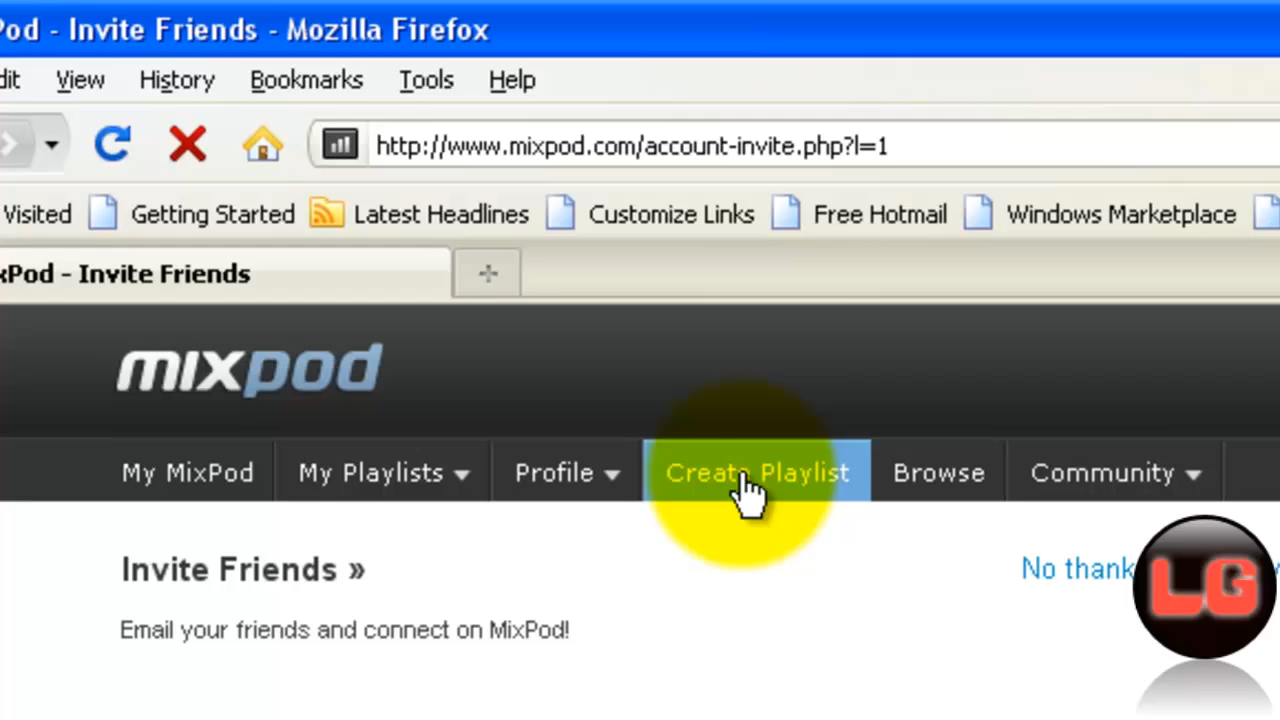 Pod - Invite Friends - Mozilla Firefox
dit View History Bookmarks Tools Help
http://www.mixpod.com/account-invite.php?l=1
Visited Getting Started Latest Headlines Customize Links Free Hotmail Windows Marketplace
xPod - Invite Friends
mixpod
My MixPod My Playlists Profile Create Playlist Browse Community
Invite Friends » No thank
LG
Email your friends and connect on MixPod!